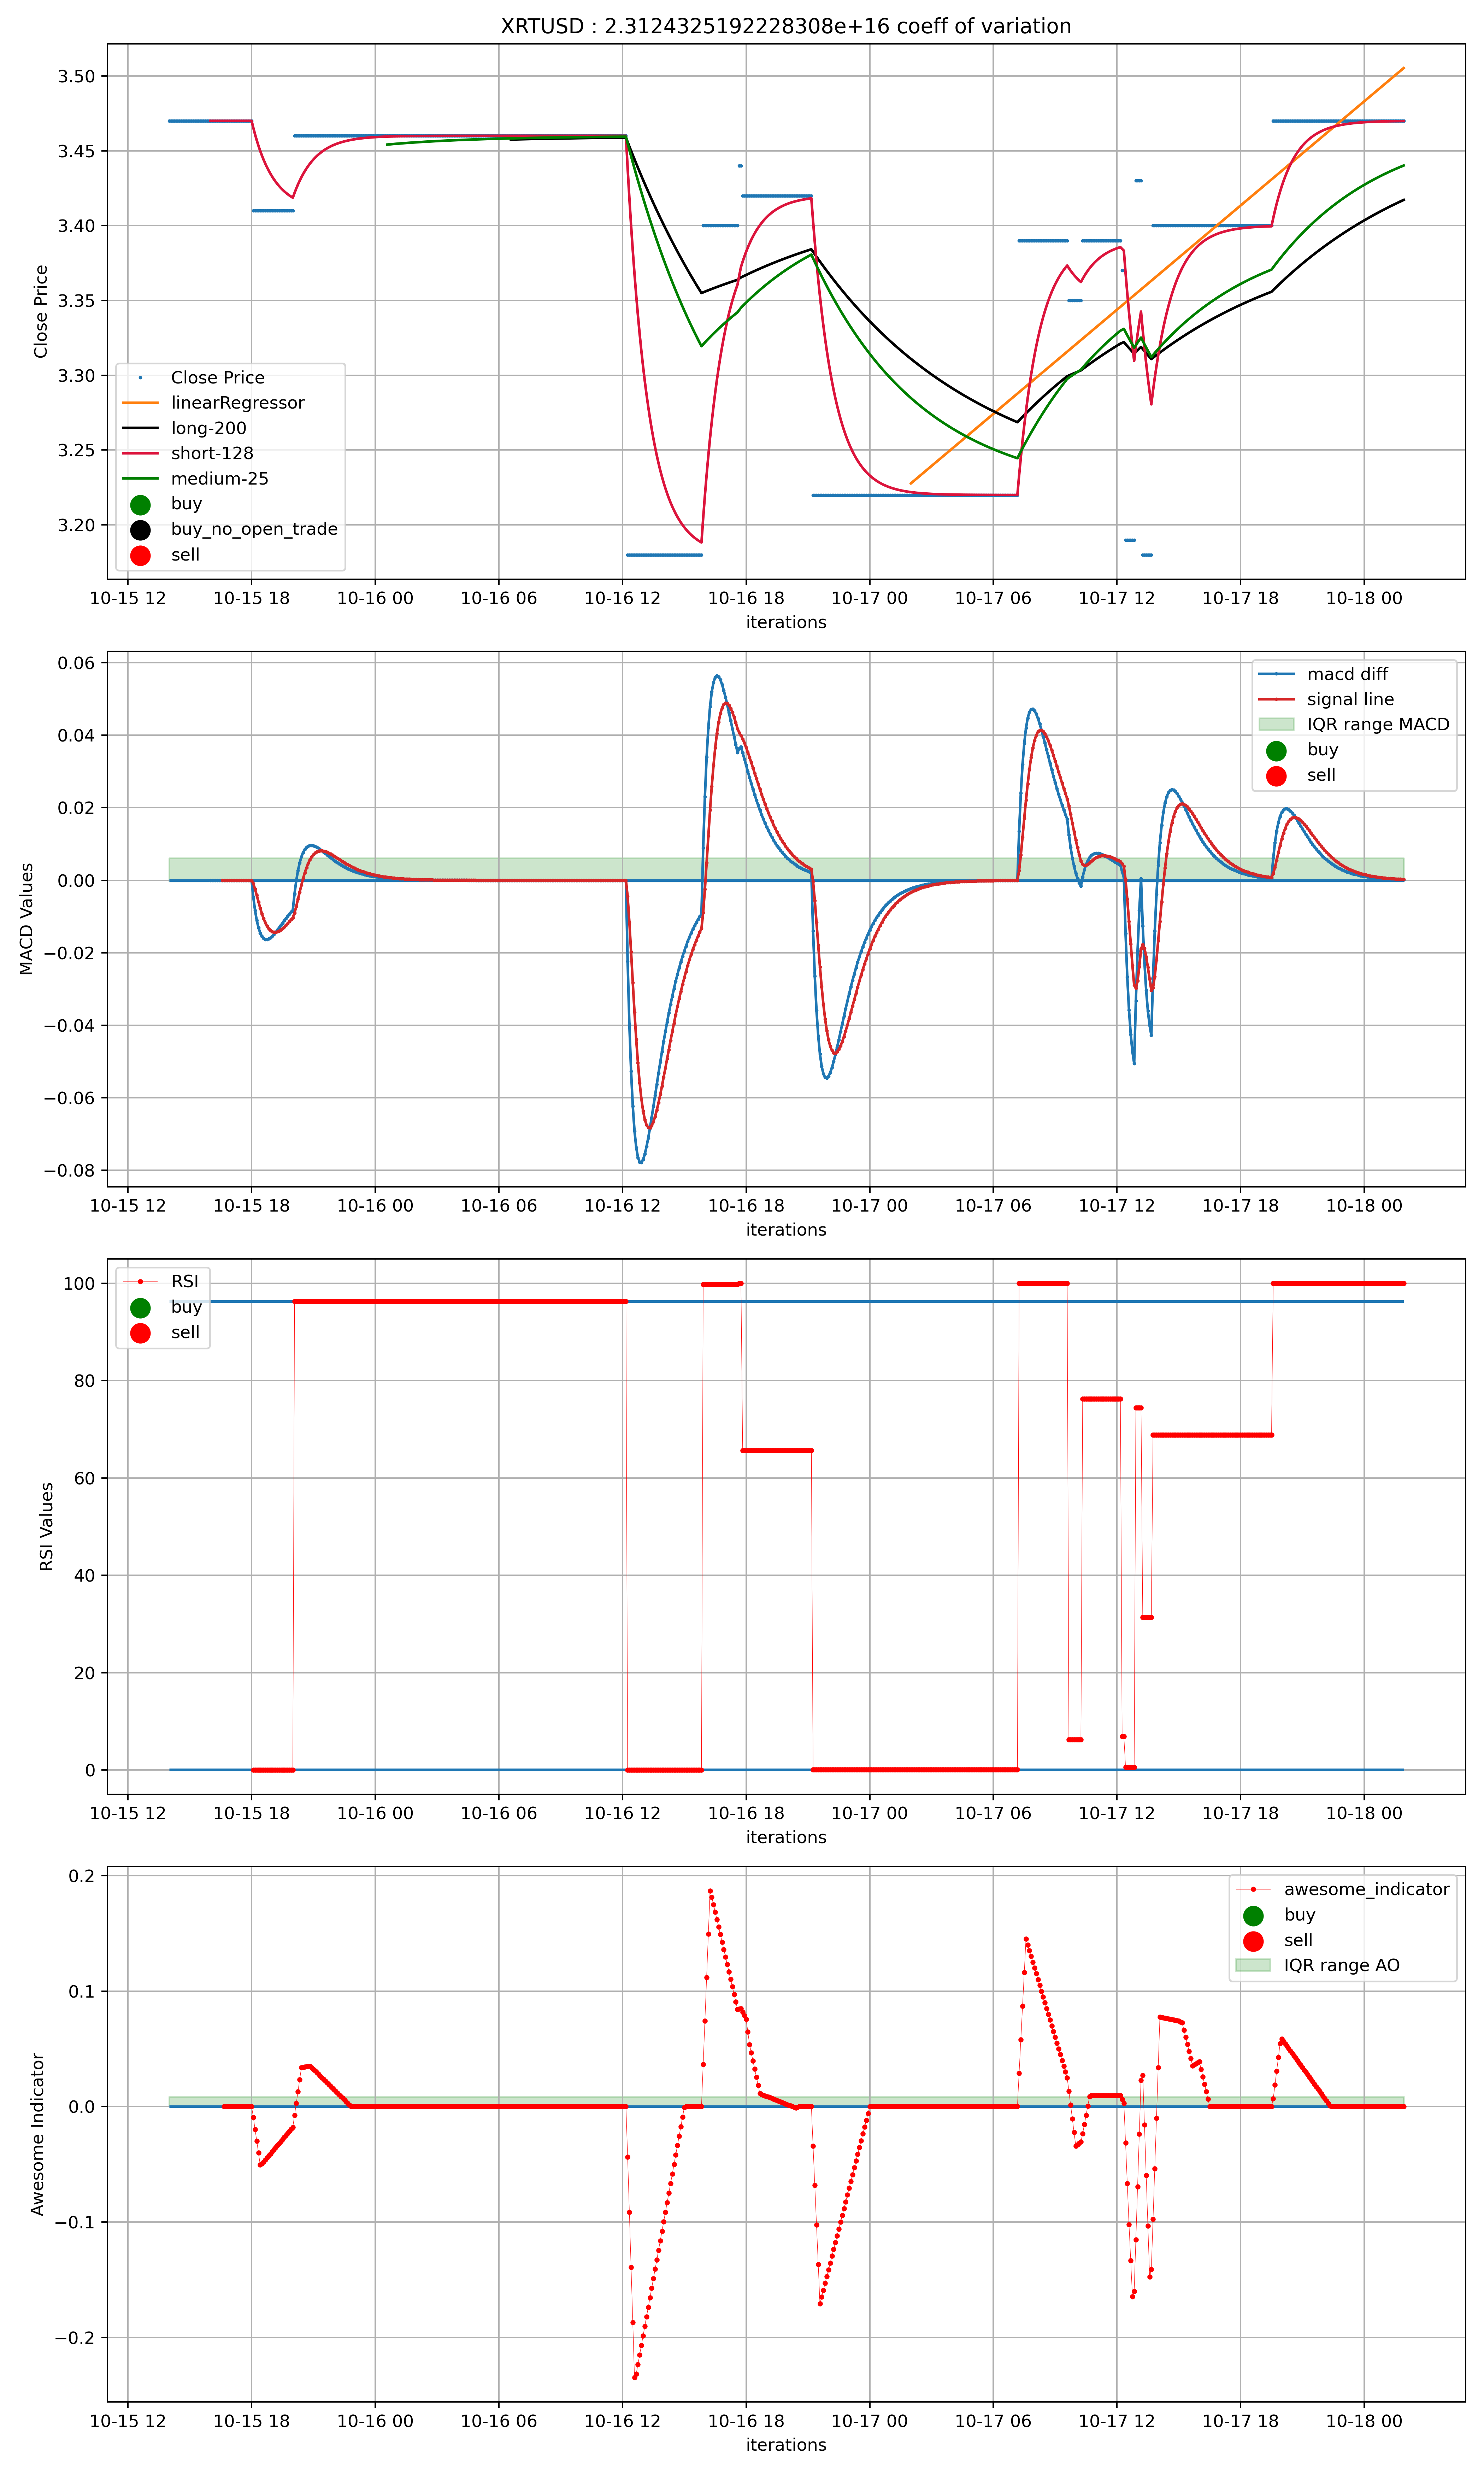 XRTUSD : 2.3124325192228308e+16 coeff of variation
Close Price
3.50
3.45
3.40
3.35
3.30
3.25
3.20
Close Price
linearRegressor
long-200
short-128
medium-25
buy
buy_no_open_trade
sell
10-15 12 10-15 18 10-16 00 10-16 06 10-16 12 10-16 18 10-17 00 10-17 06 10-17 12 10-17 18 10-18 00
iterations
MACD Values
0.06
0.04
0.02
0.00
−0.02
−0.04
−0.06
−0.08
macd diff
signal line
IQR range MACD
buy
sell
10-15 12 10-15 18 10-16 00 10-16 06 10-16 12 10-16 18 10-17 00 10-17 06 10-17 12 10-17 18 10-18 00
iterations
RSI Values
100
80
60
40
20
0
RSI
buy
sell
10-15 12 10-15 18 10-16 00 10-16 06 10-16 12 10-16 18 10-17 00 10-17 06 10-17 12 10-17 18 10-18 00
iterations
Awesome Indicator
0.2
0.1
0.0
−0.1
−0.2
awesome_indicator
buy
sell
IQR range AO
10-15 12 10-15 18 10-16 00 10-16 06 10-16 12 10-16 18 10-17 00 10-17 06 10-17 12 10-17 18 10-18 00
iterations